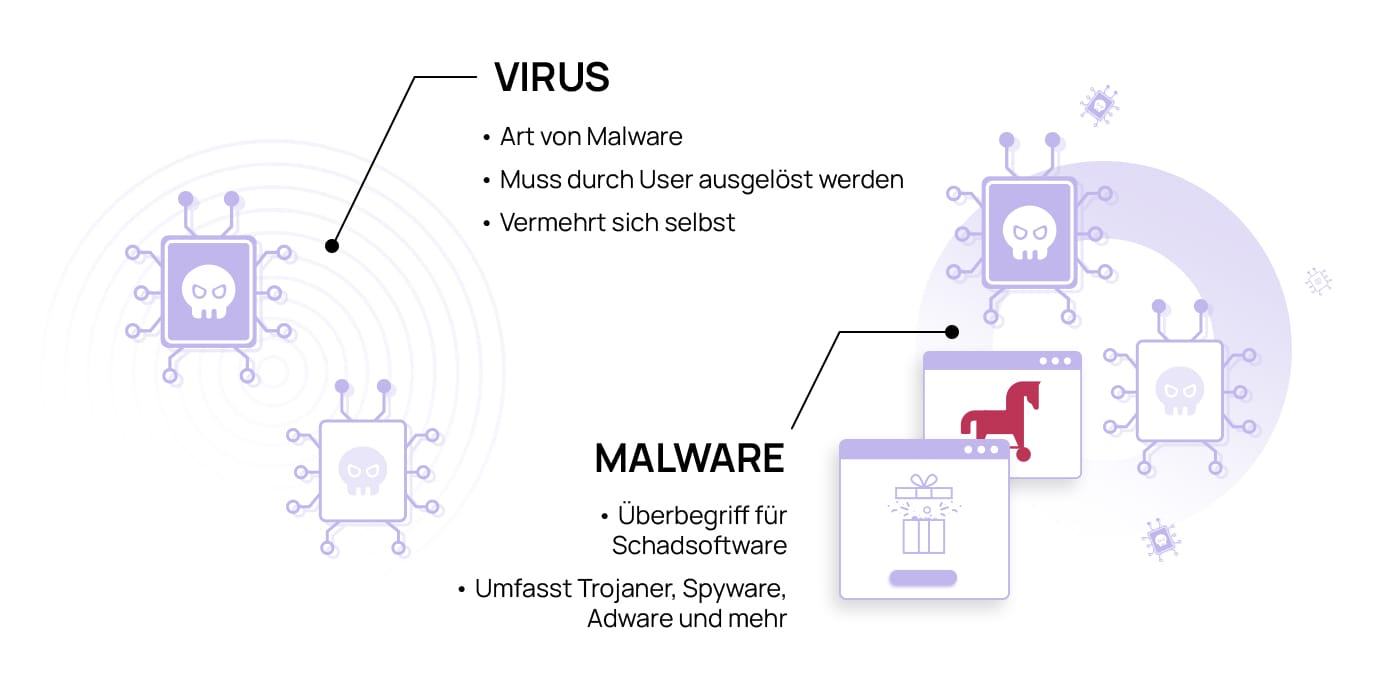 VIRUS
• Art von Malware
• Muss durch User ausgelöst werden
• Vermehrt sich selbst
MALWARE
• Überbegriff für
Schadsoftware
• Umfasst Trojaner, Spyware,
Adware und mehr